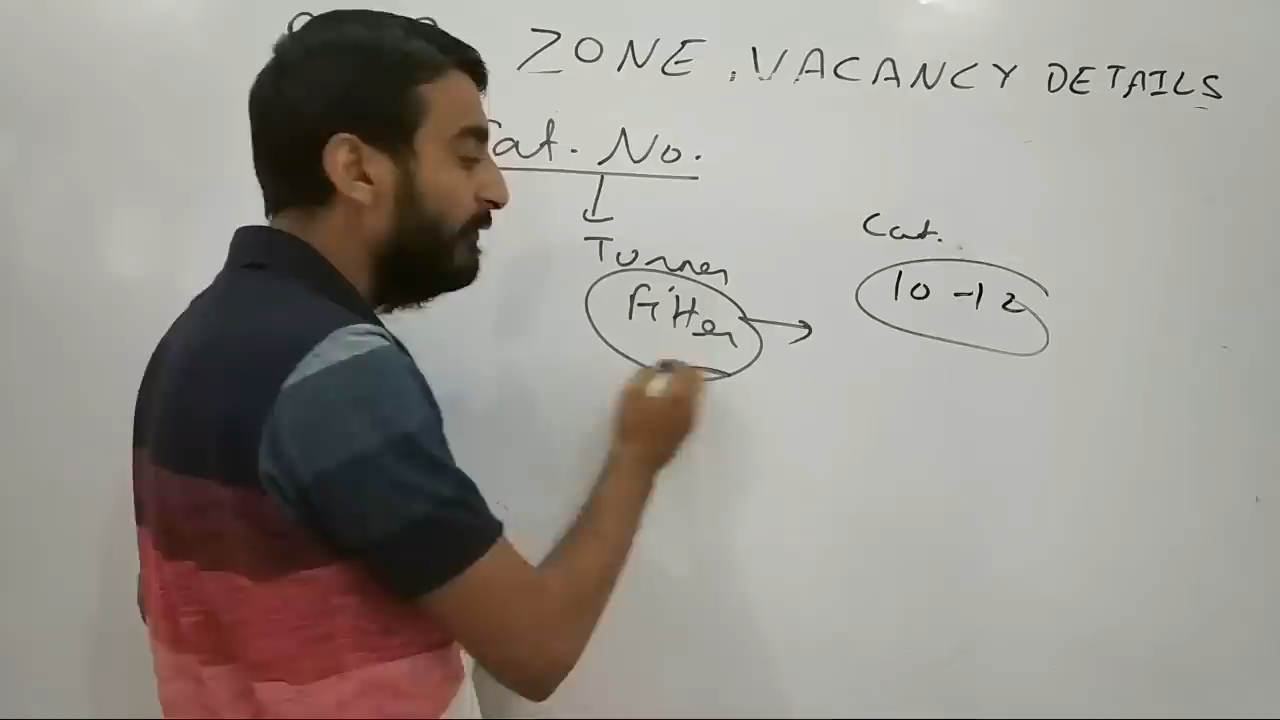 ZONE, VACANCY DETAILS
Cat. No.
Turner
Fitter
Cat.
10-12